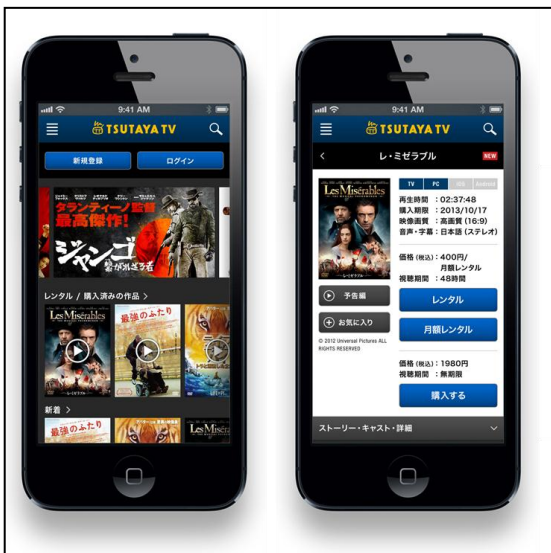 9:41 AM
TSUTAYA TV
新規登録
ログイン
タランティーノ監督
最高傑作!
ジャンゴ
繋がれざる者
レンタル / 購入済みの作品 >
Les Misérables
最強のふたり
新着 >
最強のふたり
Les Misér
9:41 AM
TSUTAYA TV
レ・ミゼラブル
NEW
Les Misérables
レ・ミゼラブル
TV PC iOS Android
再生時間 : 02:37:48
購入期限 : 2013/10/17
映像画質 : 高画質 (16:9)
音声・字幕 : 日本語 (ステレオ)
価格 (税込) : 400円/
月額レンタル
視聴期間 : 48時間
予告編
レンタル
お気に入り
月額レンタル
© 2012 Universal Pictures ALL
RIGHTS RESERVED
価格 (税込) : 1980円
視聴期間 : 無期限
購入する
ストーリー・キャスト・詳細